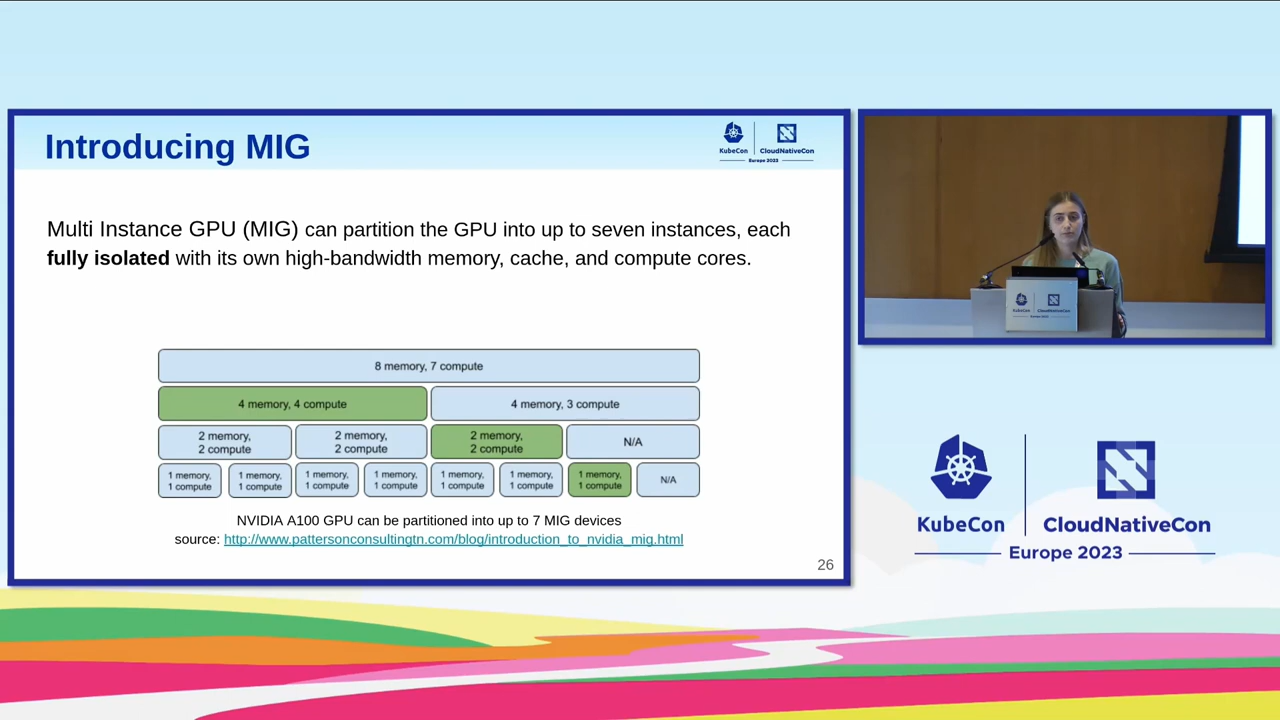 Introducing MIG
KubeCon
CloudNativeCon
Europe 2023
Multi Instance GPU (MIG) can partition the GPU into up to seven instances, each
fully isolated with its own high-bandwidth memory, cache, and compute cores.
8 memory, 7 compute
4 memory, 4 compute
4 memory, 3 compute
2 memory,
2 compute
2 memory,
2 compute
2 memory,
2 compute
N/A
1 memory,
1 compute
1 memory,
1 compute
1 memory,
1 compute
1 memory,
1 compute
1 memory,
1 compute
1 memory,
1 compute
1 memory,
1 compute
N/A
NVIDIA A100 GPU can be partitioned into up to 7 MIG devices
source: http://www.pattersonconsultingtn.com/blog/introduction_to_nvidia_mig.html
26
KubeCon
CloudNativeCon
Europe 2023